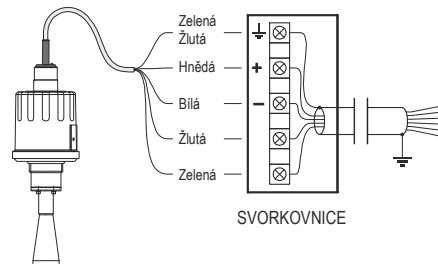 Zelená
Žlutá
Hnědá
+
Bílá
–
Žlutá
Zelená
SVORKOVNICE